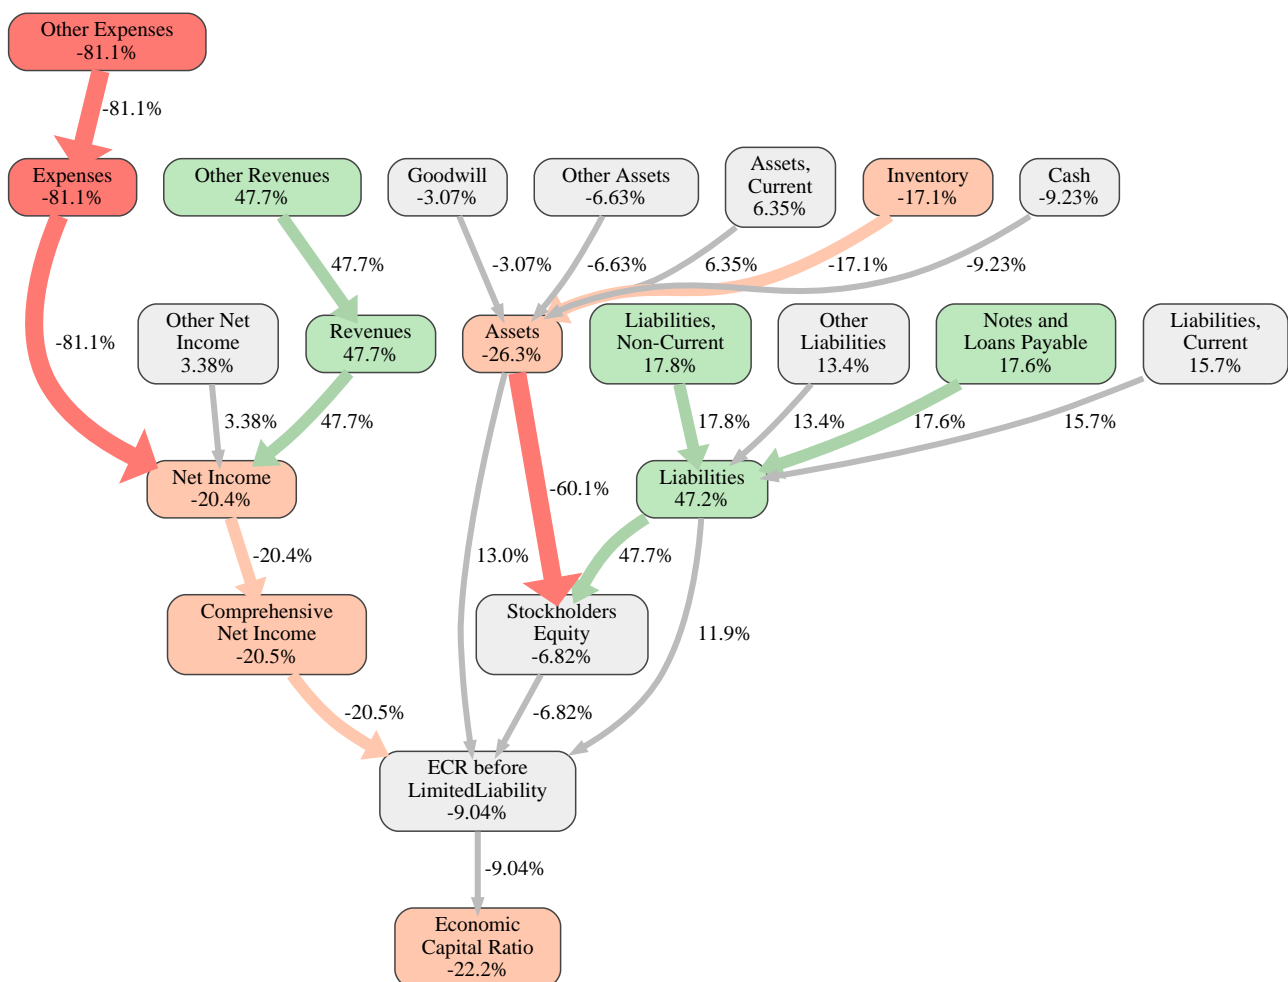 Other Expenses
-81.1%
-81.1%
Expenses
-81.1%
Other Revenues
47.7%
Goodwill
-3.07%
Other Assets
-6.63%
Assets,
Current
6.35%
Inventory
-17.1%
Cash
-9.23%
47.7%
-3.07%
-6.63%
6.35%
-17.1%
-9.23%
-81.1%
Other Net
Income
3.38%
Revenues
47.7%
Assets
-26.3%
Liabilities,
Non-Current
17.8%
Other
Liabilities
13.4%
Notes and
Loans Payable
17.6%
Liabilities,
Current
15.7%
3.38%
47.7%
17.8%
13.4%
17.6%
15.7%
Net Income
-20.4%
-60.1%
Liabilities
47.2%
-20.4%
13.0%
47.7%
Comprehensive
Net Income
-20.5%
Stockholders
Equity
-6.82%
11.9%
-20.5%
-6.82%
ECR before
LimitedLiability
-9.04%
-9.04%
Economic
Capital Ratio
-22.2%